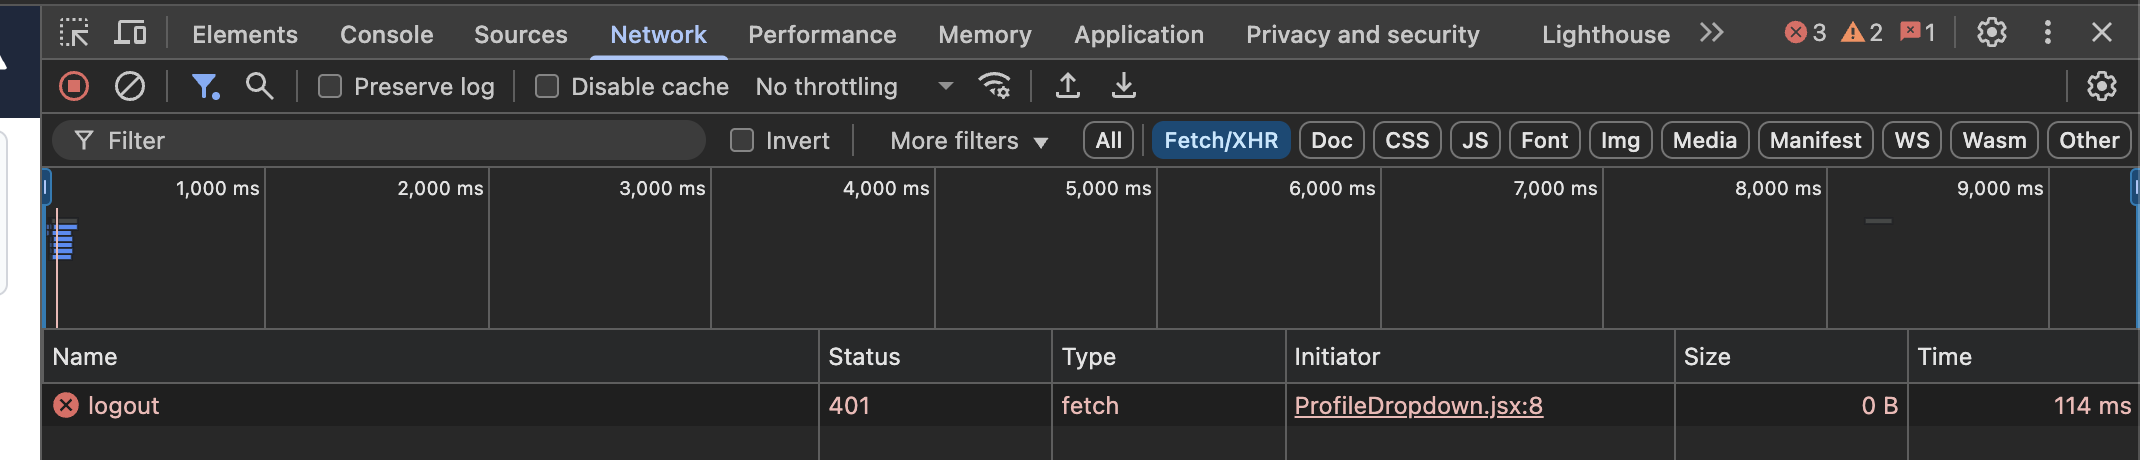 Elements Console Sources Network Performance Memory Application Privacy and security Lighthouse 3 2 1
Preserve log Disable cache No throttling
Filter Invert More filters All Fetch/XHR Doc CSS JS Font Img Media Manifest WS Wasm Other
1,000 ms 2,000 ms 3,000 ms 4,000 ms 5,000 ms 6,000 ms 7,000 ms 8,000 ms 9,000 ms
Name Status Type Initiator Size Time
logout 401 fetch ProfileDropdown.jsx:8 0 B 114 ms